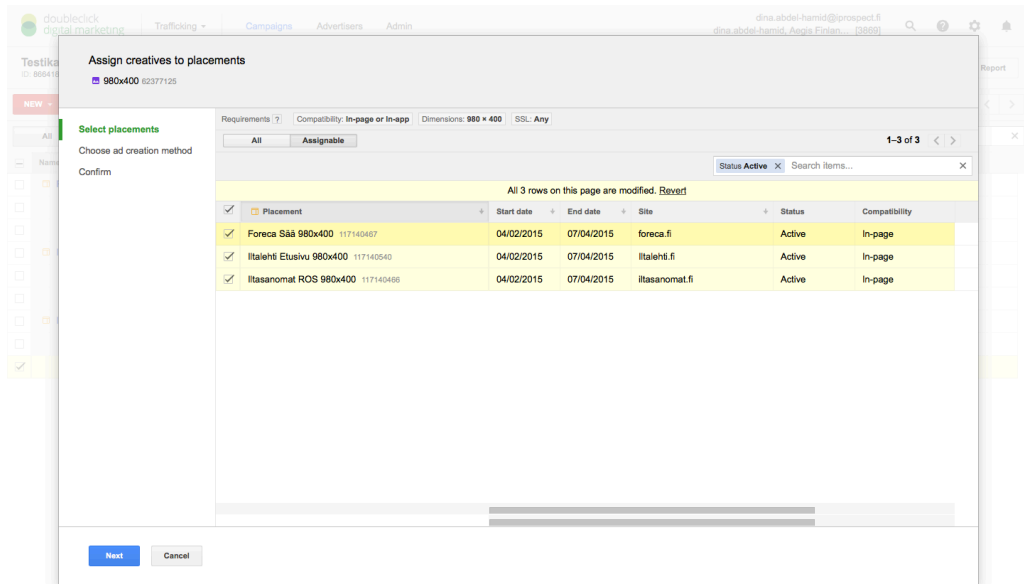 doubleclick
digital marketing
Trafficking
Campaigns
Advertisers
Admin
dina.abdel-hamid@iprospect.fi
dina.abdel-hamid, Aegis Finlan... [3869]
Testika
ID: 866418
Report
NEW
All
Name
Assign creatives to placements
980x400 62377125
Select placements
Choose ad creation method
Confirm
Requirements ? Compatibility: In-page or In-app Dimensions: 980 × 400 SSL: Any
All Assignable 1–3 of 3
Status Active X Search items...
All 3 rows on this page are modified. Revert
Placement Start date End date Site Status Compatibility
Foreca Sää 980x400 117140467 04/02/2015 07/04/2015 foreca.fi Active In-page
Iltalehti Etusivu 980x400 117140540 04/02/2015 07/04/2015 Iltalehti.fi Active In-page
Iltasanomat ROS 980x400 117140466 04/02/2015 07/04/2015 iltasanomat.fi Active In-page
Next Cancel